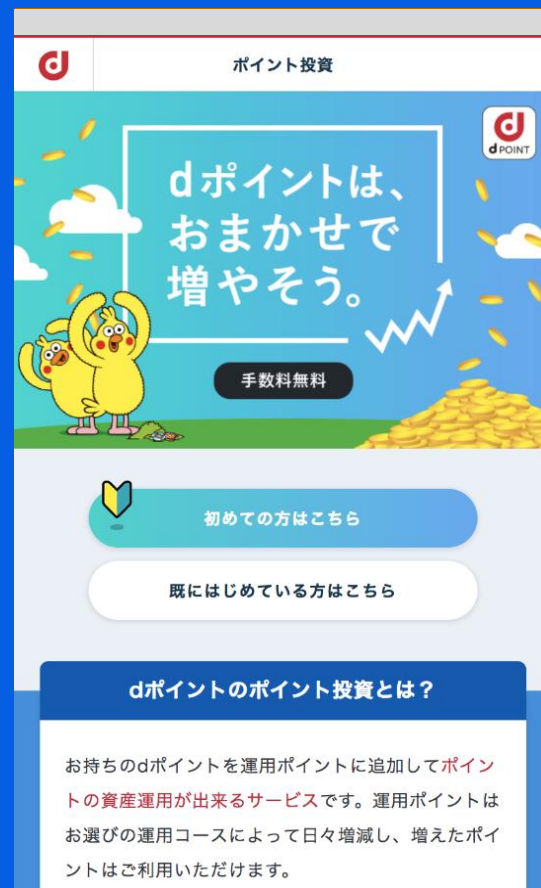 d
ポイント投資
d POINT
dポイントは、
おまかせで
増やそう。
手数料無料
初めての方はこちら
既にはじめている方はこちら
dポイントのポイント投資とは？
お持ちのdポイントを運用ポイントに追加してポイン
トの資産運用が出来るサービスです。運用ポイントは
お選びの運用コースによって日々増減し、増えたポイ
ントはご利用いただけます。